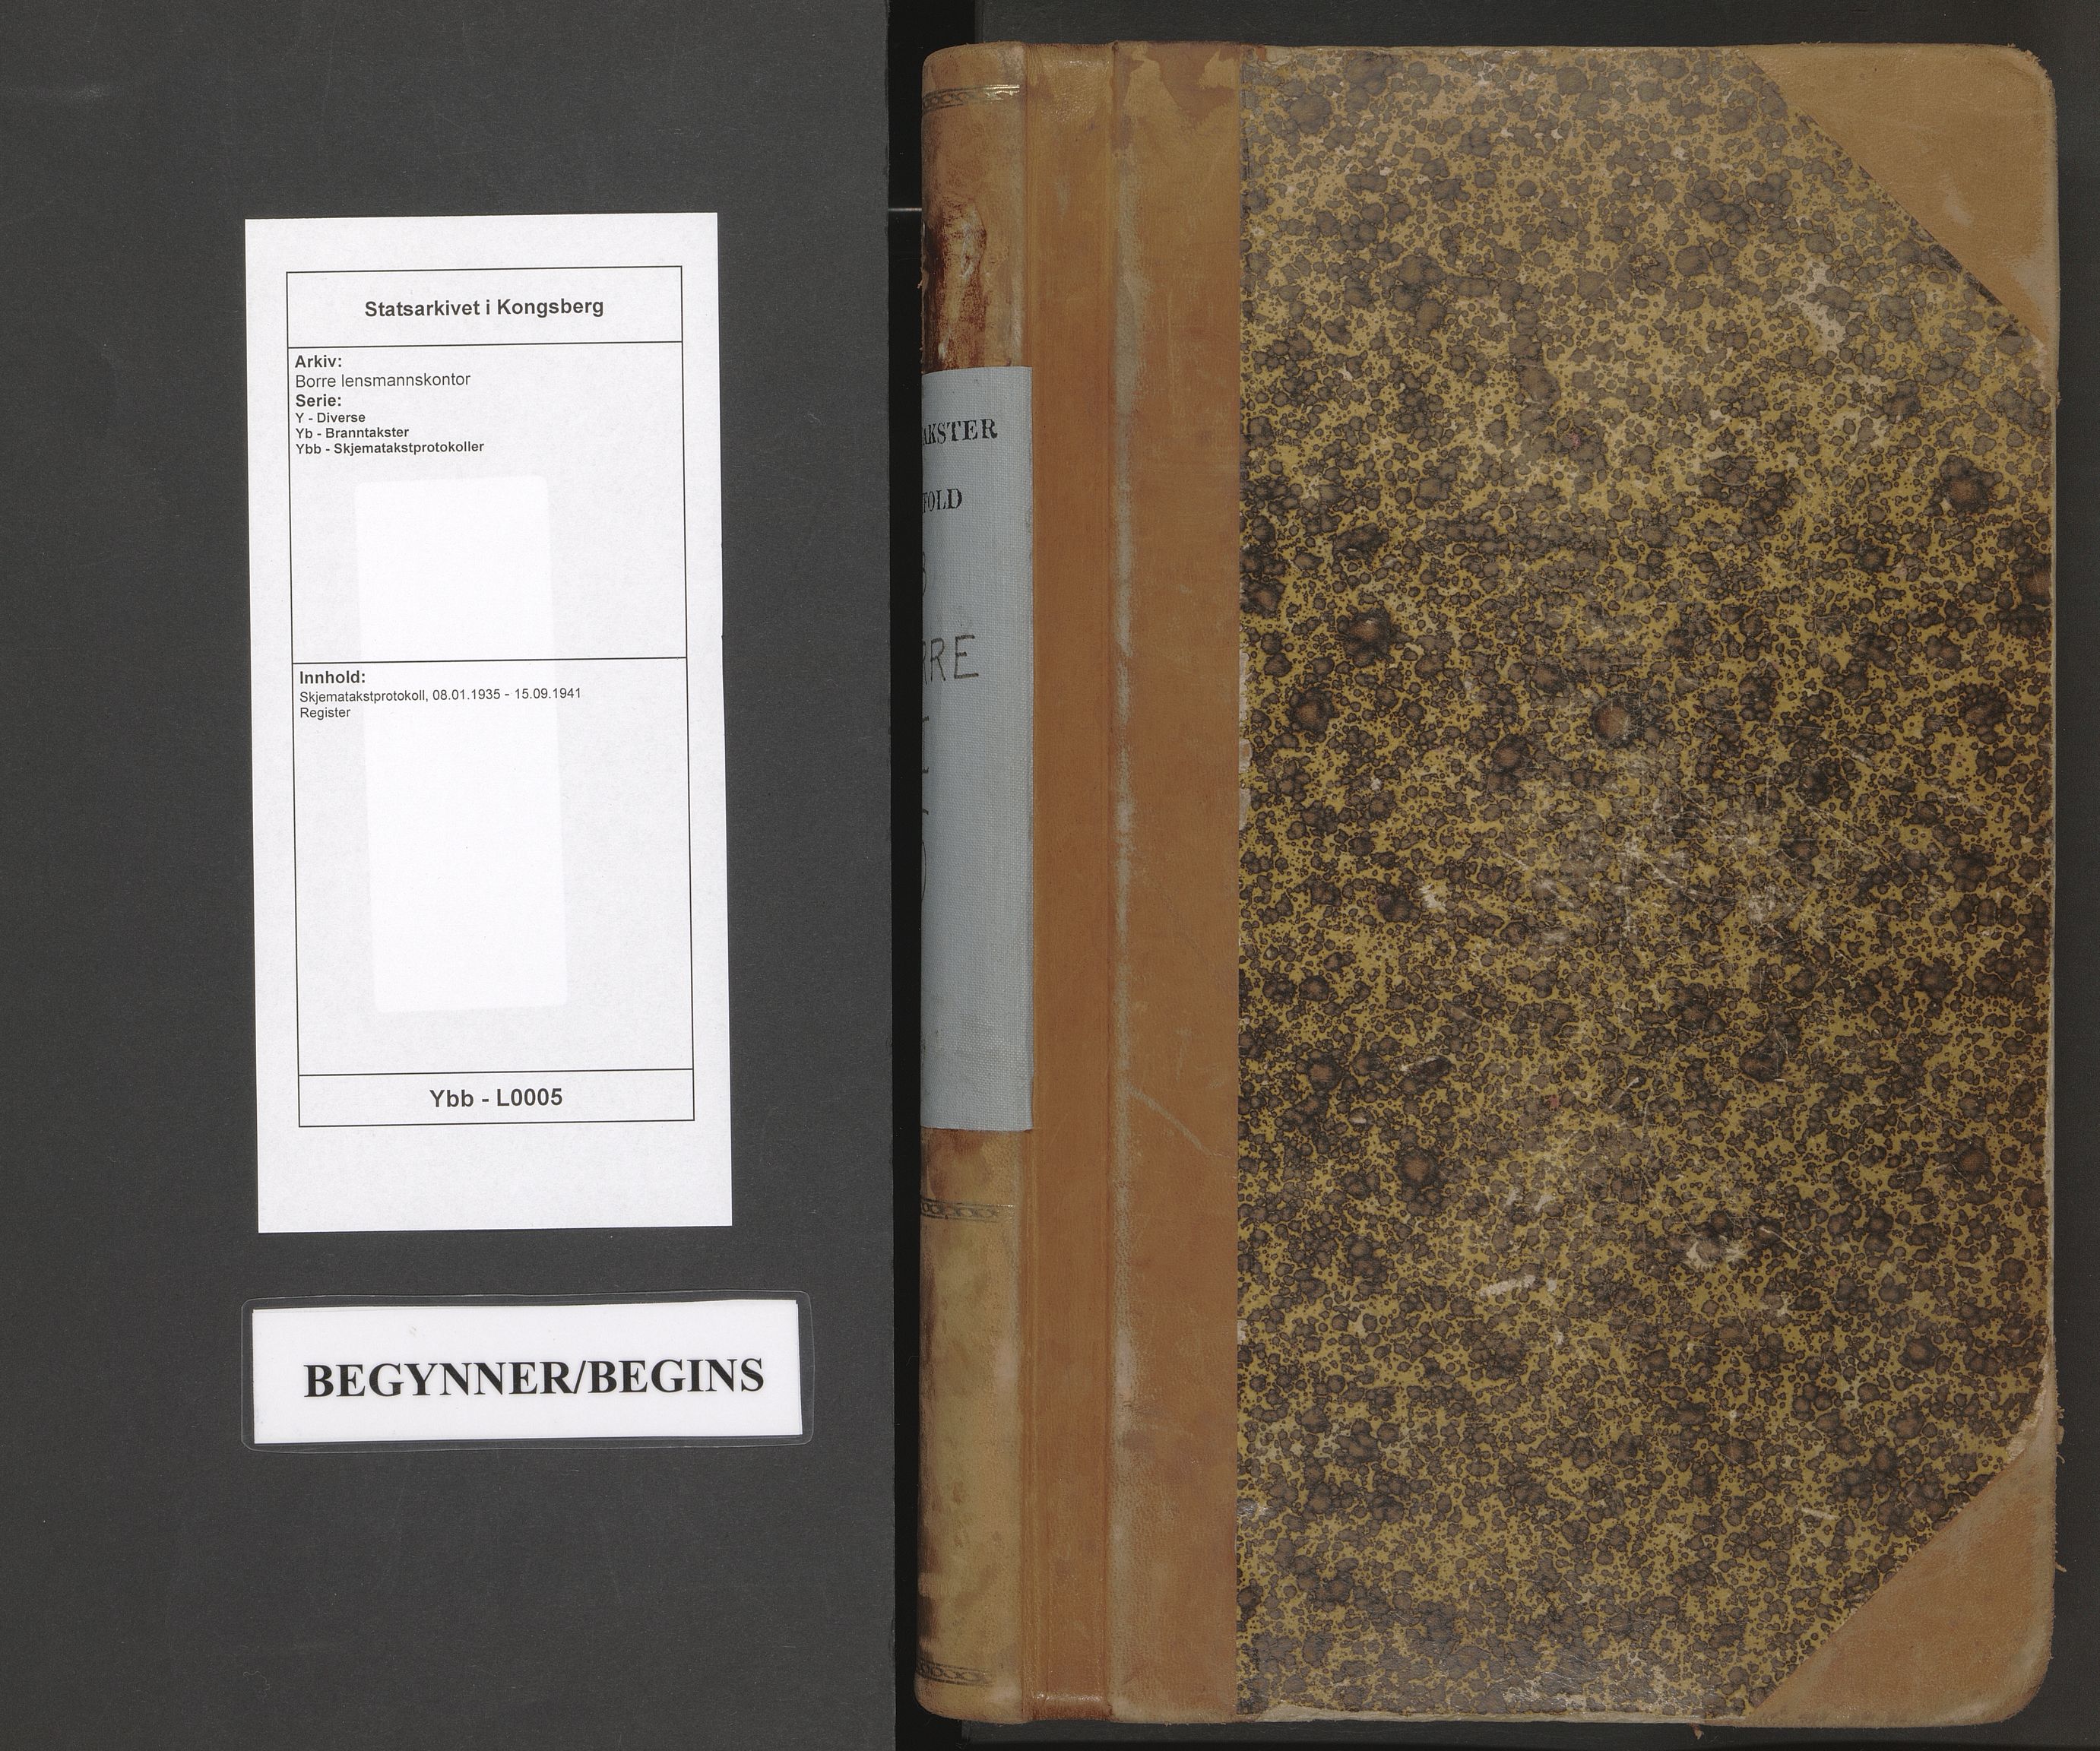 Statsarkivet i Kongsberg
Arkiv:
Borre lensmannskontor
Serie:
Y - Diverse
Yb - Branntakster
Ybb - Skjematakstprotokoller
Innhold:
Skjematakstprotokoll, 08.01.1935 - 15.09.1941
Register
Ybb - L0005
BEGYNNER/BEGINS
AKSTER
FOLD
RRE